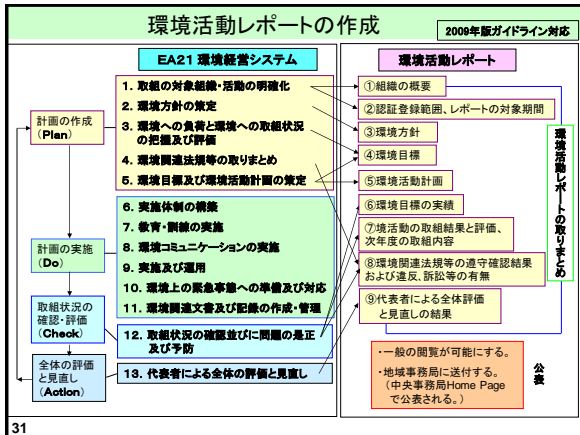 環境活動レポートの作成
2009年版ガイドライン対応
EA21 環境経営システム
計画の作成
(Plan)
1. 取組の対象組織・活動の明確化
2. 環境方針の策定
3. 環境への負荷と環境への取組状況
の把握及び評価
4. 環境関連法規等の取りまとめ
5. 環境目標及び環境活動計画の策定
計画の実施
(Do)
6. 実施体制の構築
7. 教育・訓練の実施
8. 環境コミュニケーションの実施
9. 実施及び運用
10. 環境上の緊急事態への準備及び対応
11. 環境関連文書及び記録の作成・管理
取組状況の
確認・評価
(Check)
12. 取組状況の確認並びに問題の是正
及び予防
全体の評価
と見直し
(Action)
13. 代表者による全体の評価と見直し
環境活動レポート
①組織の概要
②認証登録範囲、レポートの対象期間
③環境方針
④環境目標
⑤環境活動計画
⑥環境目標の実績
⑦境活動の取組結果と評価、
次年度の取組内容
⑧環境関連法規等の遵守確認結果
および違反、訴訟等の有無
⑨代表者による全体評価
と見直しの結果
環境活動レポートの取りまとめ
・一般の閲覧が可能にする。
・地域事務局に送付する。
(中央事務局Home Page
で公表される。)
公表
31